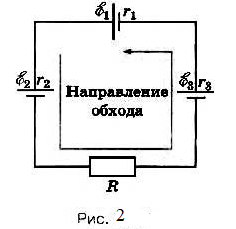 ℰ1 r1
ℰ2 r2
ℰ3 r3
Направление
обхода
R
Рис. 2